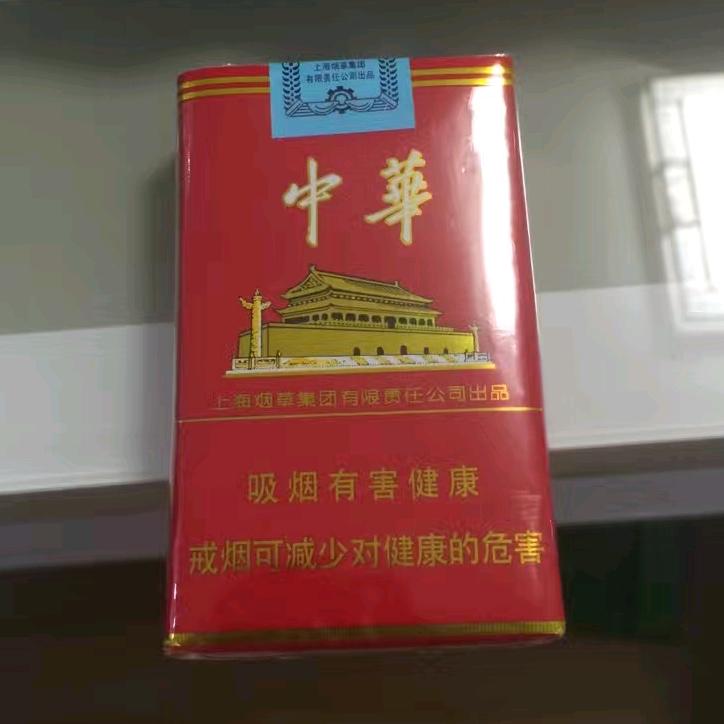 上海烟草集团
有限责任公司出品
中華
上海烟草集团有限责任公司出品
吸烟有害健康
戒烟可减少对健康的危害